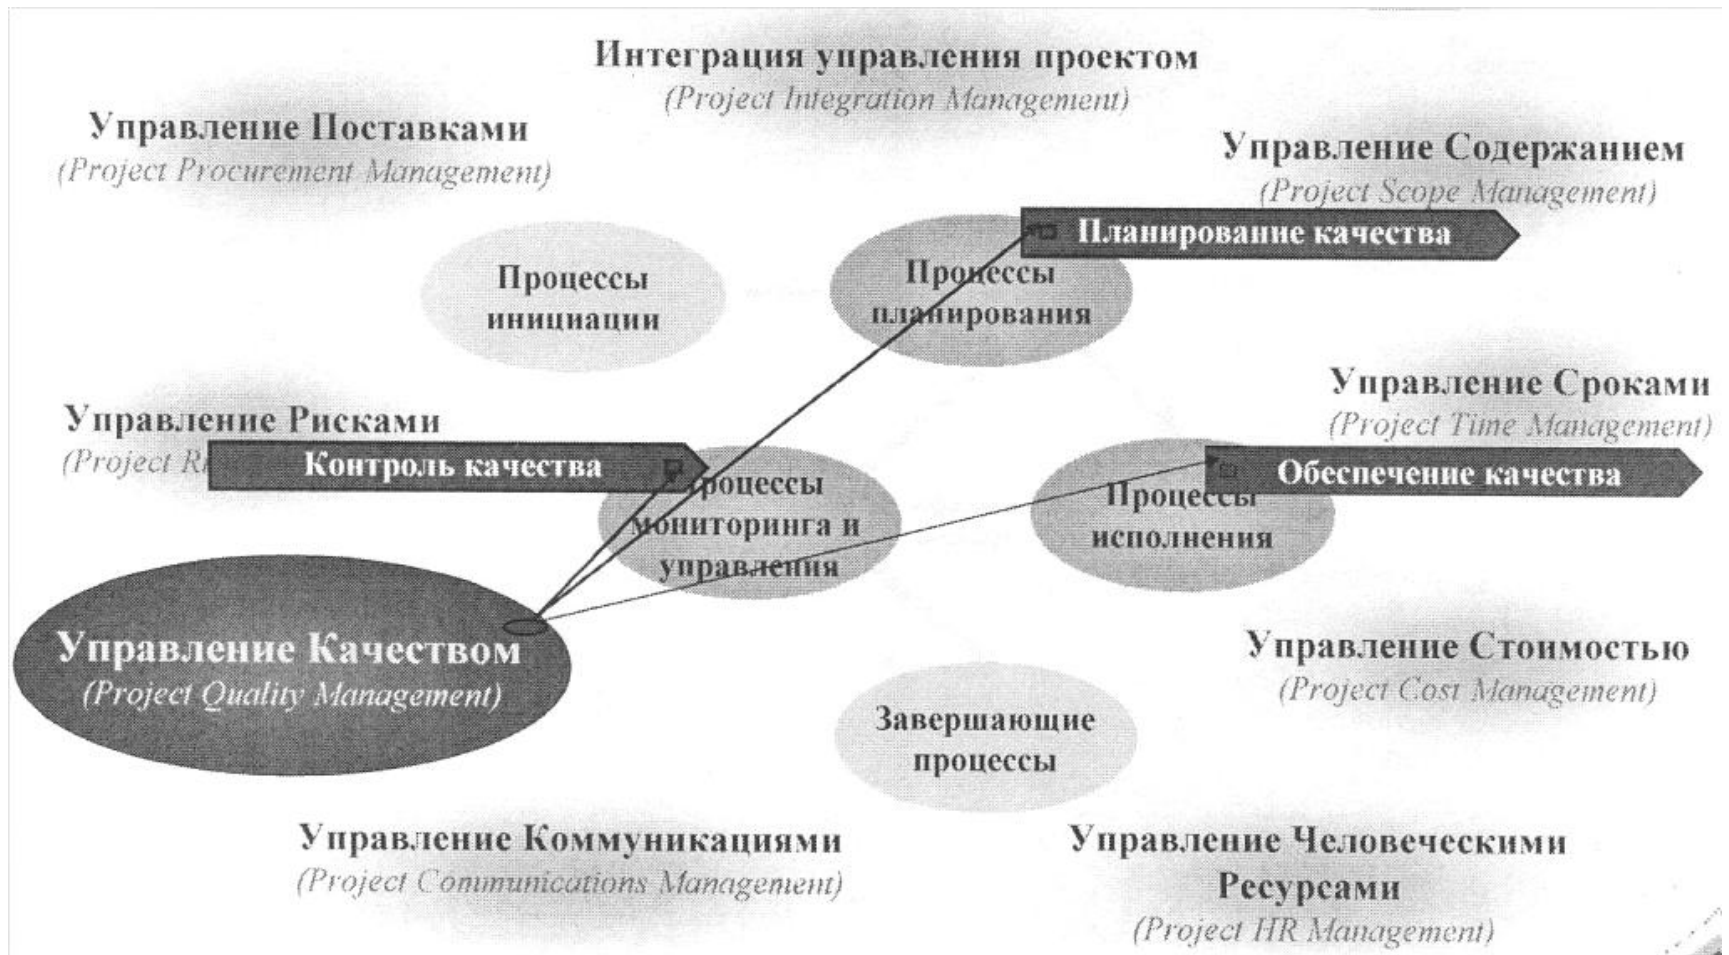 Интеграция управления проектом
(Project Integration Management)
Управление Поставками
(Project Procurement Management)
Управление Содержанием
(Project Scope Management)
Планирование качества
Процессы
инициации
Процессы
планирования
Управление Сроками
(Project Time Management)
Управление Рисками
(Project
Контроль качества
Процессы
мониторинга и
управления
Обеспечение качества
Процессы
исполнения
Управление Качеством
(Project Quality Management)
Управление Стоимостью
(Project Cost Management)
Завершающие
процессы
Управление Коммуникациями
(Project Communications Management)
Управление Человеческими
Ресурсами
(Project HR Management)